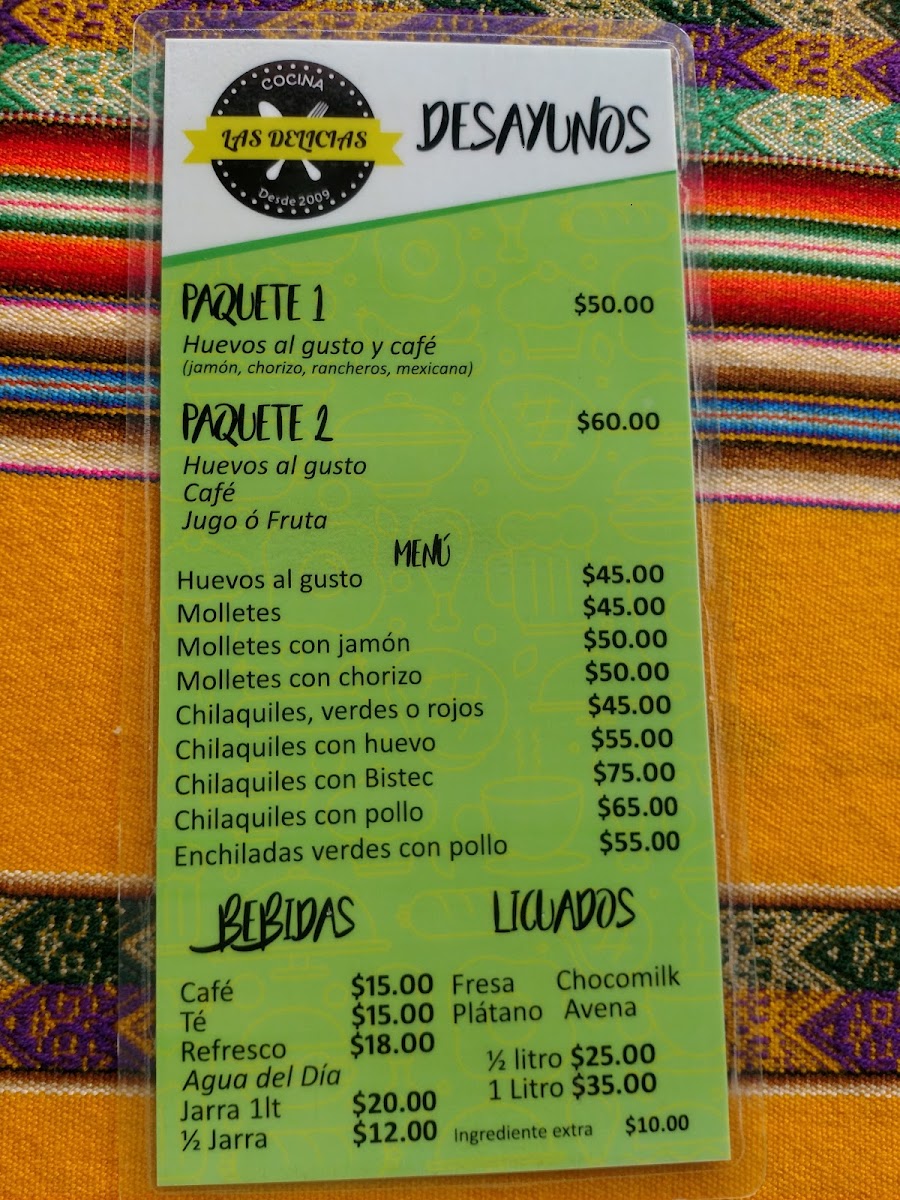 COCINA
LAS DELICIAS
Desde 2009
DESAYUNOS
PAQUETE 1 $50.00
Huevos al gusto y café
(jamón, chorizo, rancheros, mexicana)
PAQUETE 2 $60.00
Huevos al gusto
Café
Jugo ó Fruta
MENÚ
Huevos al gusto $45.00
Molletes $45.00
Molletes con jamón $50.00
Molletes con chorizo $50.00
Chilaquiles, verdes o rojos $45.00
Chilaquiles con huevo $55.00
Chilaquiles con Bistec $75.00
Chilaquiles con pollo $65.00
Enchiladas verdes con pollo $55.00
BEBIDAS
Café $15.00
Té $15.00
Refresco $18.00
Agua del Día
Jarra 1lt $20.00
½ Jarra $12.00
LICUADOS
Fresa Chocomilk
Plátano Avena
½ litro $25.00
1 Litro $35.00
Ingrediente extra $10.00